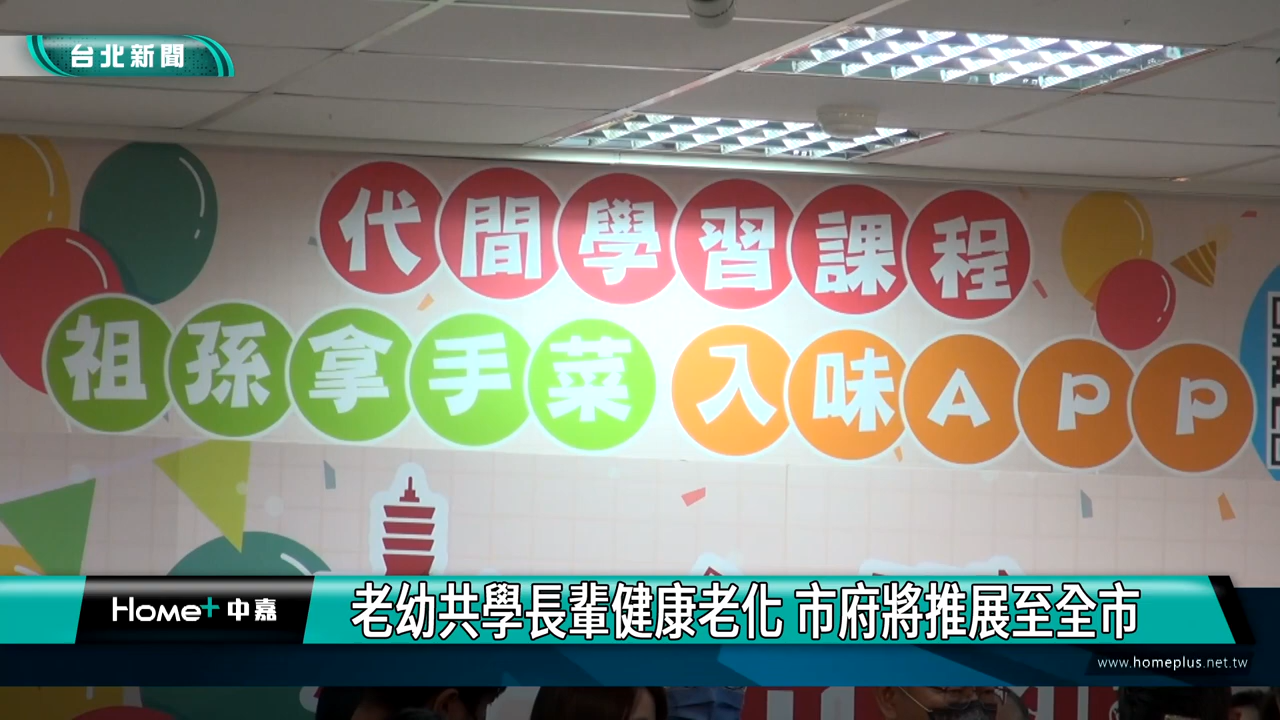 台北新聞
代間學習課程
祖孫拿手菜 入味APP
Home+ 中嘉
老幼共學長輩健康老化 市府將推展至全市
www.homeplus.net.tw